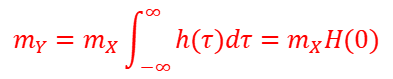 m_Y = m_X ∫_{-∞}^{∞} h(τ)dτ = m_X H(0)